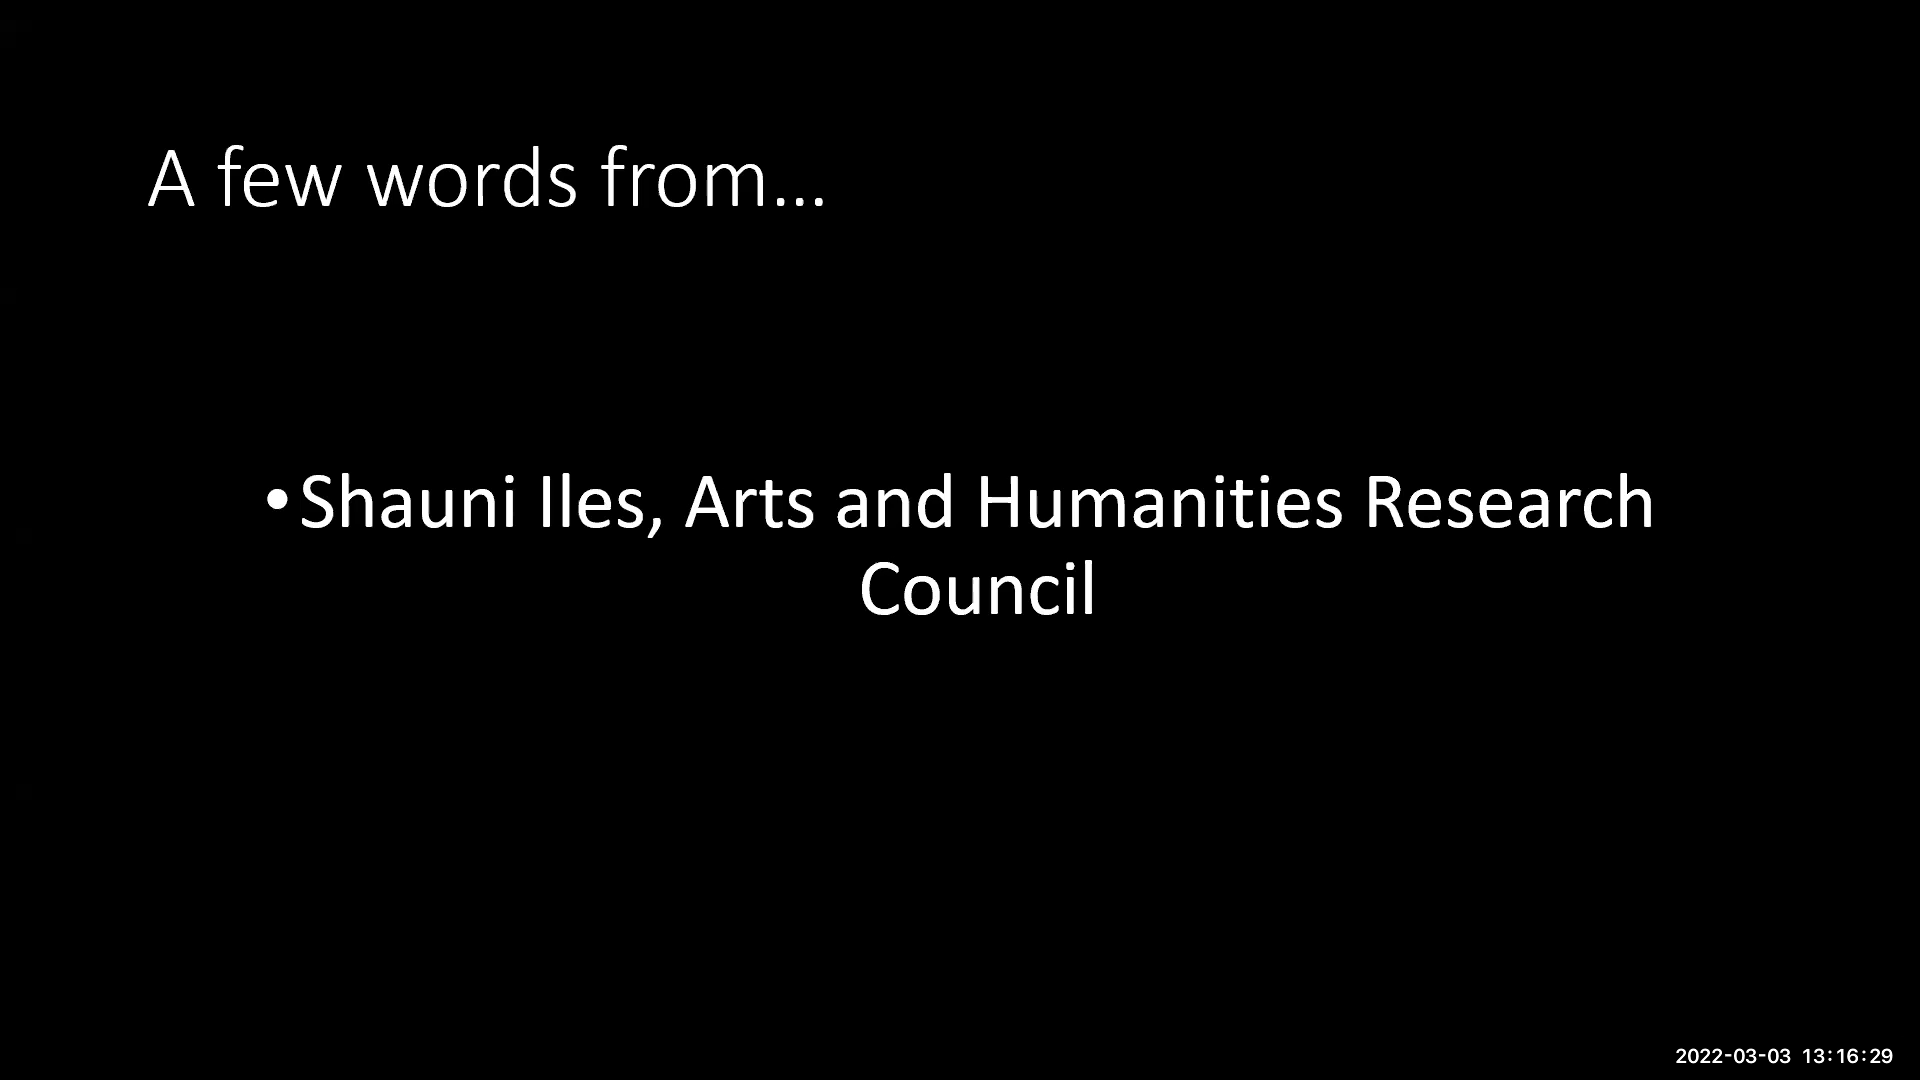 A few words from...
•Shauni Iles, Arts and Humanities Research
Council
2022-03-03 13:16:29